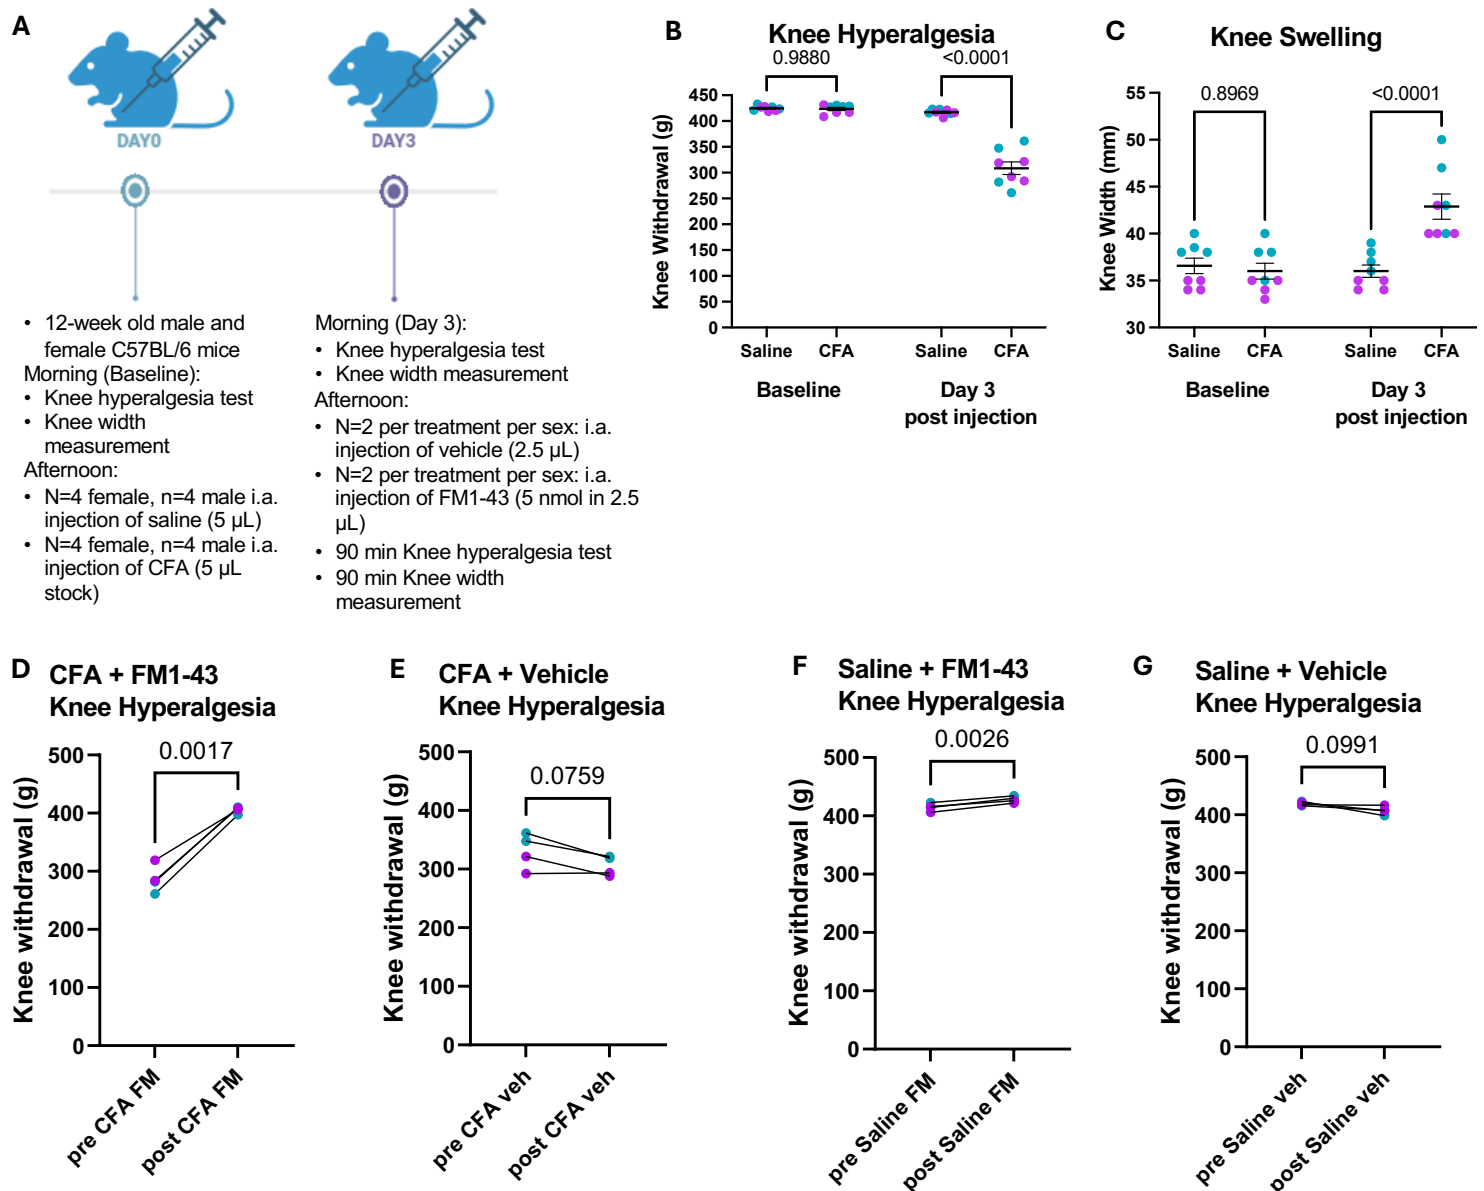 A
DAY0
DAY3
• 12-week old male and
female C57BL/6 mice
Morning (Baseline):
• Knee hyperalgesia test
• Knee width
measurement
Afternoon:
• N=4 female, n=4 male i.a.
injection of saline (5 µL)
• N=4 female, n=4 male i.a.
injection of CFA (5 µL
stock)
Morning (Day 3):
• Knee hyperalgesia test
• Knee width measurement
Afternoon:
• N=2 per treatment per sex: i.a.
injection of vehicle (2.5 µL)
• N=2 per treatment per sex: i.a.
injection of FM1-43 (5 nmol in 2.5
µL)
• 90 min Knee hyperalgesia test
• 90 min Knee width
measurement
B
Knee Hyperalgesia
0.9880
<0.0001
Knee Withdrawal (g)
450
400
350
300
250
200
150
100
50
0
Saline
CFA
Saline
CFA
Baseline
Day 3
post injection
C
Knee Swelling
0.8969
<0.0001
Knee Width (mm)
55
50
45
40
35
30
Saline
CFA
Saline
CFA
Baseline
Day 3
post injection
D
CFA + FM1-43
Knee Hyperalgesia
0.0017
Knee withdrawal (g)
500
400
300
200
100
0
pre CFA FM
post CFA FM
E
CFA + Vehicle
Knee Hyperalgesia
0.0759
Knee withdrawal (g)
500
400
300
200
100
0
pre CFA veh
post CFA veh
F
Saline + FM1-43
Knee Hyperalgesia
0.0026
Knee withdrawal (g)
500
400
300
200
100
0
pre Saline FM
post Saline FM
G
Saline + Vehicle
Knee Hyperalgesia
0.0991
Knee withdrawal (g)
500
400
300
200
100
0
pre Saline veh
post Saline veh